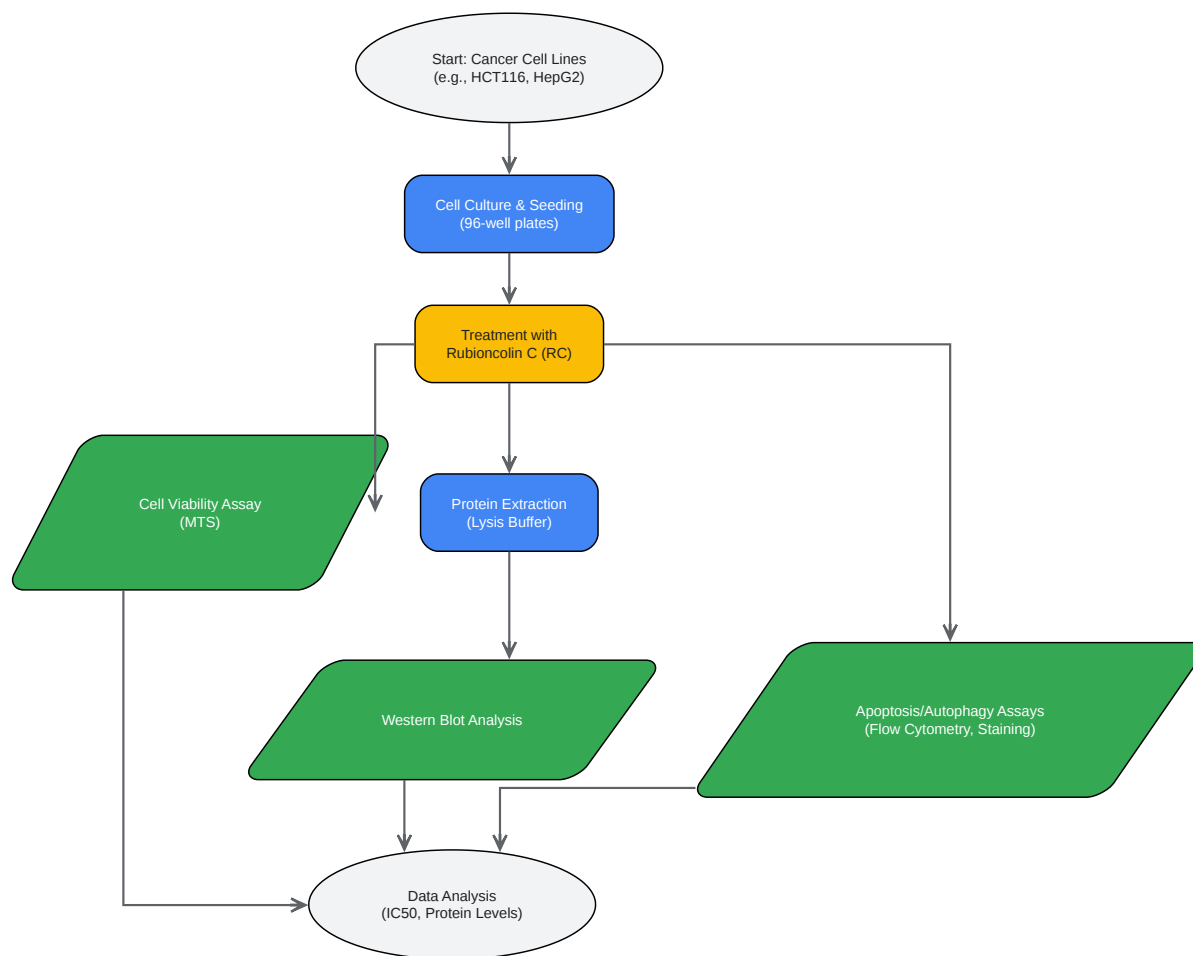 Start: Cancer Cell Lines
(e.g., HCT116, HepG2)
Cell Culture & Seeding
(96-well plates)
Treatment with
Rubioncolin C (RC)
Cell Viability Assay
(MTS)
Protein Extraction
(Lysis Buffer)
Western Blot Analysis
Apoptosis/Autophagy Assays
(Flow Cytometry, Staining)
Data Analysis
(IC50, Protein Levels)